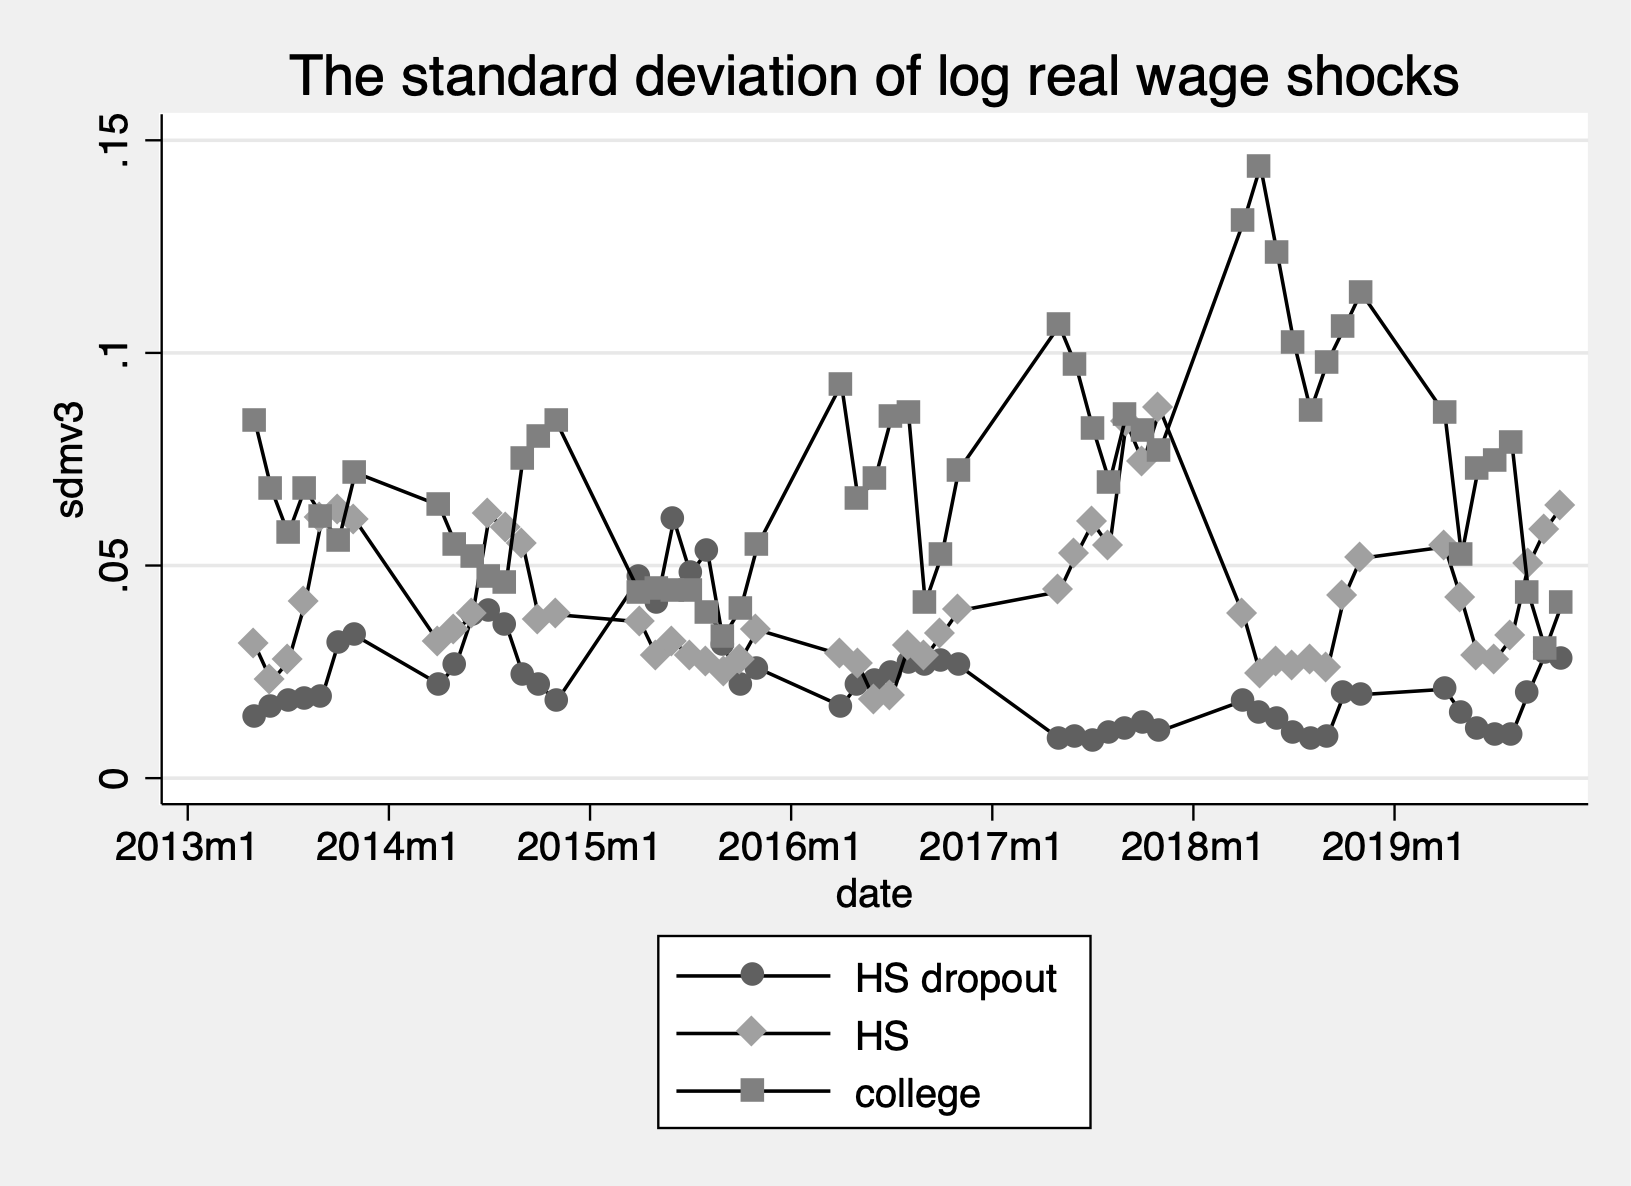 The standard deviation of log real wage shocks
.15
.1
.05
0
sdmv3
2013m1 2014m1 2015m1 2016m1 2017m1 2018m1 2019m1
date
HS dropout
HS
college